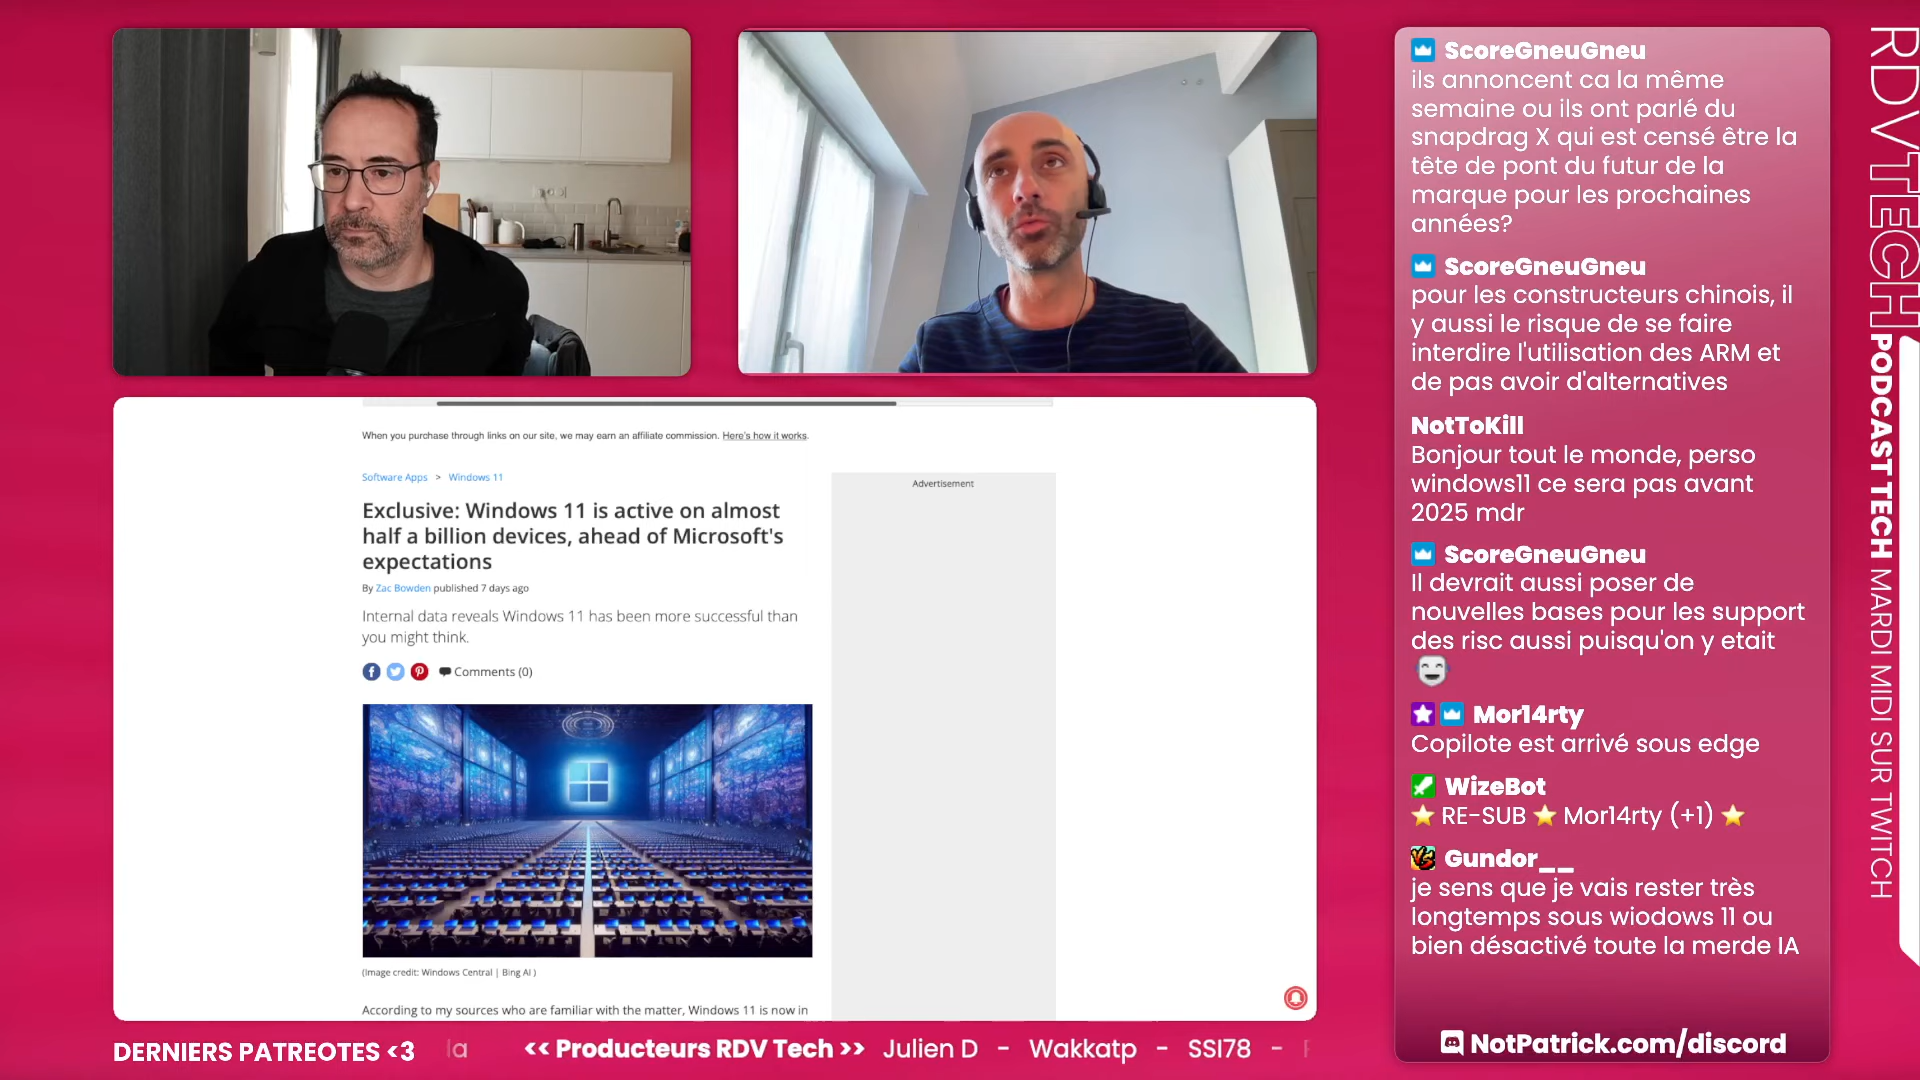 When you purchase through links on our site, we may earn an affiliate commission. Here's how it works.
Software Apps > Windows 11
Advertisement
Exclusive: Windows 11 is active on almost
half a billion devices, ahead of Microsoft's
expectations
By Zac Bowden published 7 days ago
Internal data reveals Windows 11 has been more successful than
you might think.
Comments (0)
(Image credit: Windows Central | Bing AI )
According to my sources who are familiar with the matter, Windows 11 is now in
DERNIERS PATREOTES <3 la << Producteurs RDV Tech >> Julien D - Wakkatp - SSI78 -
ScoreGneuGneu
ils annoncent ca la même
semaine ou ils ont parlé du
snapdrag X qui est censé être la
tête de pont du futur de la
marque pour les prochaines
années?
ScoreGneuGneu
pour les constructeurs chinois, il
y aussi le risque de se faire
interdire l'utilisation des ARM et
de pas avoir d'alternatives
NotToKill
Bonjour tout le monde, perso
windows11 ce sera pas avant
2025 mdr
ScoreGneuGneu
Il devrait aussi poser de
nouvelles bases pour les support
des risc aussi puisqu'on y etait
Mor14rty
Copilote est arrivé sous edge
WizeBot
⭐ RE-SUB ⭐ Mor14rty (+1) ⭐
Gundor__
je sens que je vais rester très
longtemps sous wiodows 11 ou
bien désactivé toute la merde IA
NotPatrick.com/discord
RDVTECH PODCAST TECH MARDI MIDI SUR TWITCH